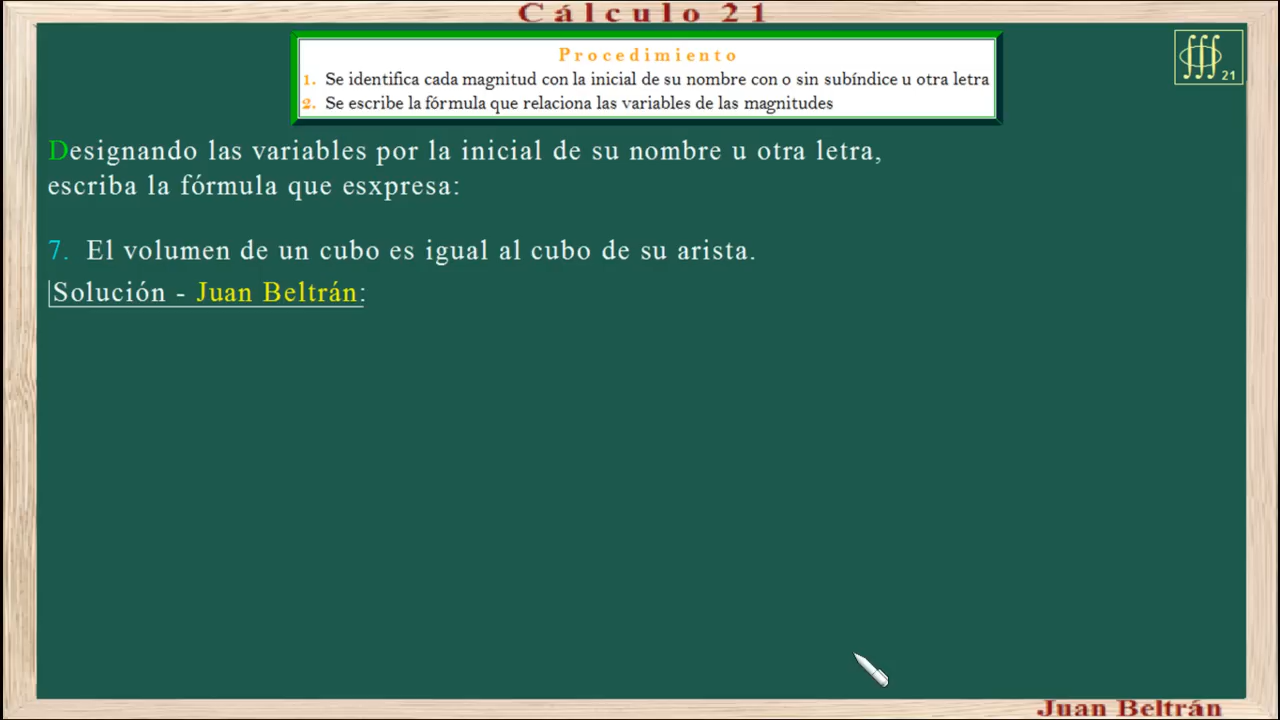 Cálculo 21
Procedimiento
1. Se identifica cada magnitud con la inicial de su nombre con o sin subíndice u otra letra
2. Se escribe la fórmula que relaciona las variables de las magnitudes
∫∫∫ 21
Designando las variables por la inicial de su nombre u otra letra,
escriba la fórmula que esxpresa:
7. El volumen de un cubo es igual al cubo de su arista.
Solución - Juan Beltrán:
Juan Beltrán